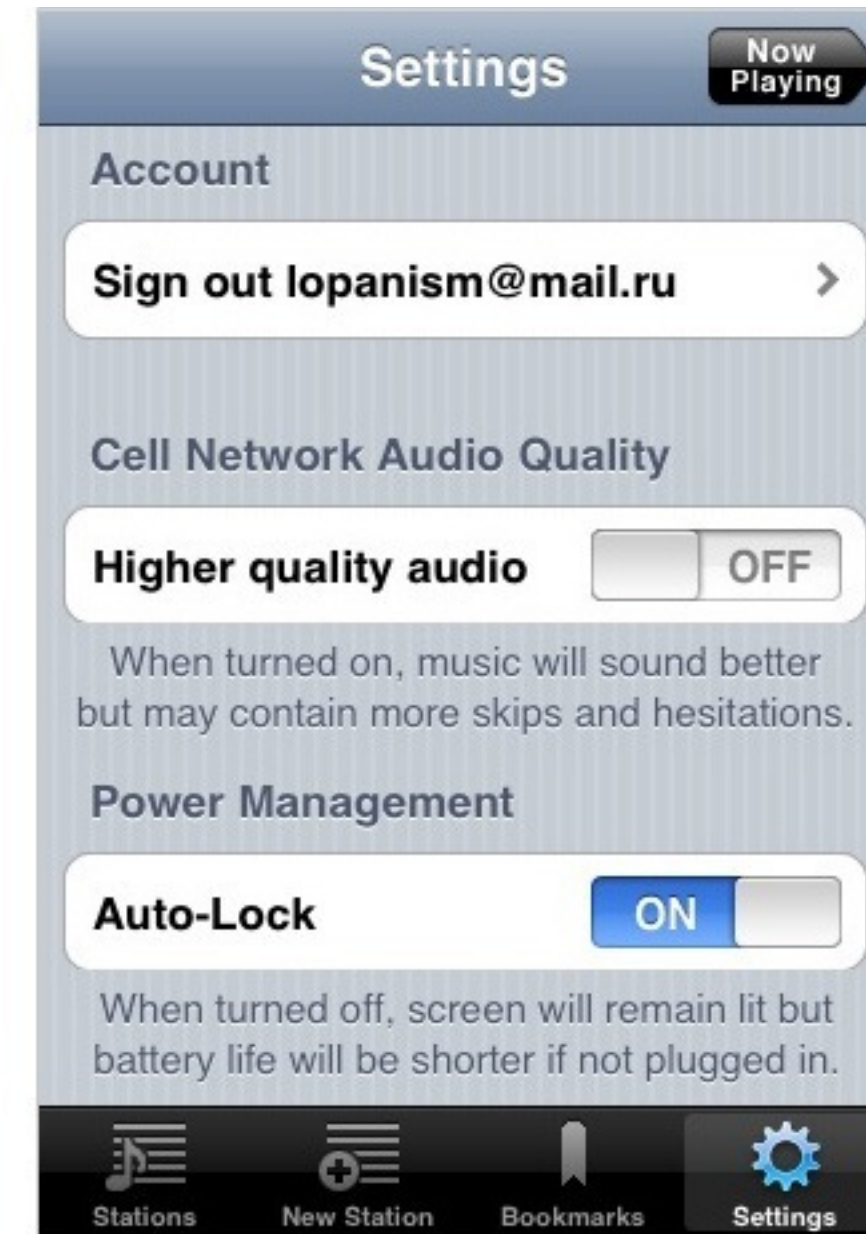 Settings
Now
Playing
Account
Sign out lopanism@mail.ru
Cell Network Audio Quality
Higher quality audio OFF
When turned on, music will sound better
but may contain more skips and hesitations.
Power Management
Auto-Lock ON
When turned off, screen will remain lit but
battery life will be shorter if not plugged in.
Stations New Station Bookmarks Settings